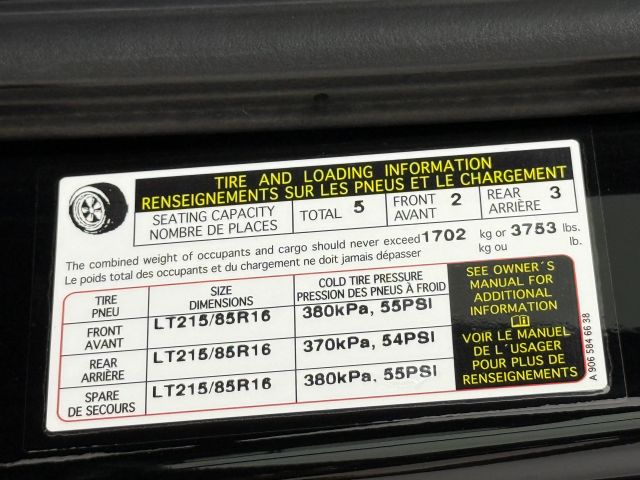 TIRE AND LOADING INFORMATION
RENSEIGNEMENTS SUR LES PNEUS ET LE CHARGEMENT
SEATING CAPACITY
NOMBRE DE PLACES
TOTAL 5
FRONT
AVANT 2
REAR
ARRIÈRE 3
The combined weight of occupants and cargo should never exceed 1702 kg or 3753 lbs.
Le poids total des occupants et du chargement ne doit jamais dépasser kg ou lb.
TIRE
PNEU
SIZE
DIMENSIONS
COLD TIRE PRESSURE
PRESSION DES PNEUS À FROID
FRONT
AVANT
LT215/85R16
380kPa, 55PSI
REAR
ARRIÈRE
LT215/85R16
370kPa, 54PSI
SPARE
DE SECOURS
LT215/85R16
380kPa, 55PSI
SEE OWNER'S
MANUAL FOR
ADDITIONAL
INFORMATION
VOIR LE MANUEL
DE L'USAGER
POUR PLUS DE
RENSEIGNEMENTS
A 906 584 66 38